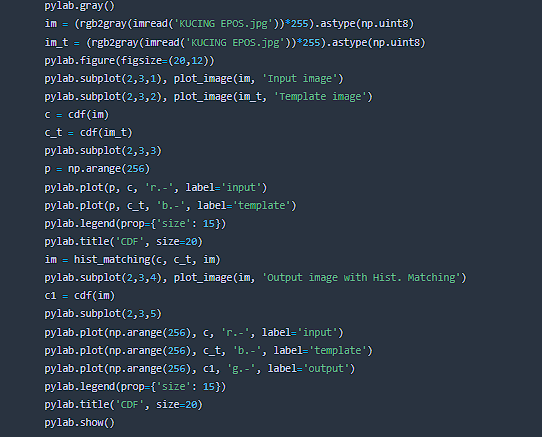 pylab.gray()
im = (rgb2gray(imread('KUCING EPOS.jpg'))*255).astype(np.uint8)
im_t = (rgb2gray(imread('KUCING EPOS.jpg'))*255).astype(np.uint8)
pylab.figure(figsize=(20,12))
pylab.subplot(2,3,1), plot_image(im, 'Input image')
pylab.subplot(2,3,2), plot_image(im_t, 'Template image')
c = cdf(im)
c_t = cdf(im_t)
pylab.subplot(2,3,3)
p = np.arange(256)
pylab.plot(p, c, 'r.-', label='input')
pylab.plot(p, c_t, 'b.-', label='template')
pylab.legend(prop={'size': 15})
pylab.title('CDF', size=20)
im = hist_matching(c, c_t, im)
pylab.subplot(2,3,4), plot_image(im, 'Output image with Hist. Matching')
c1 = cdf(im)
pylab.subplot(2,3,5)
pylab.plot(np.arange(256), c, 'r.-', label='input')
pylab.plot(np.arange(256), c_t, 'b.-', label='template')
pylab.plot(np.arange(256), c1, 'g.-', label='output')
pylab.legend(prop={'size': 15})
pylab.title('CDF', size=20)
pylab.show()